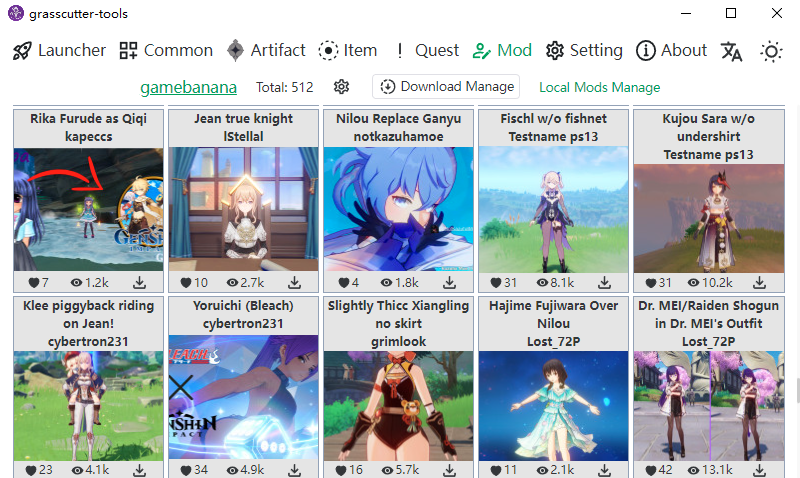 grasscutter-tools
Launcher Common Artifact Item Quest Mod Setting About
gamebanana Total: 512 Download Manage Local Mods Manage
Rika Furude as Qiqi
kapeccs
7 1.2k
Jean true knight
lStellal
10 2.7k
Nilou Replace Ganyu
notkazuhamoe
4 1.8k
Fischl w/o fishnet
Testname ps13
31 8.1k
Kujou Sara w/o
undershirt
Testname ps13
31 10.2k
Klee piggyback riding
on Jean!
cybertron231
23 4.1k
Yoruichi (Bleach)
cybertron231
34 4.9k
Slightly Thicc Xiangling
no skirt
grimlook
16 5.7k
Hajime Fujiwara Over
Nilou
Lost_72P
11 2.1k
Dr. MEI/Raiden Shogun
in Dr. MEI's Outfit
Lost_72P
42 13.1k